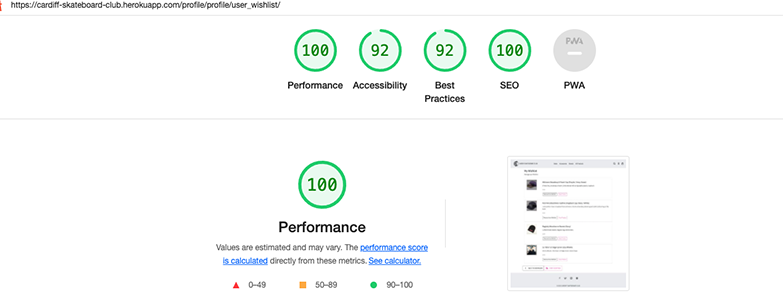 https://cardiff-skateboard-club.herokuapp.com/profile/profile/user_wishlist/
100 92 92 100 PWA
Performance Accessibility Best Practices SEO PWA
100
Performance
Values are estimated and may vary. The performance score
is calculated directly from these metrics. See calculator.
0–49 50–89 90–100